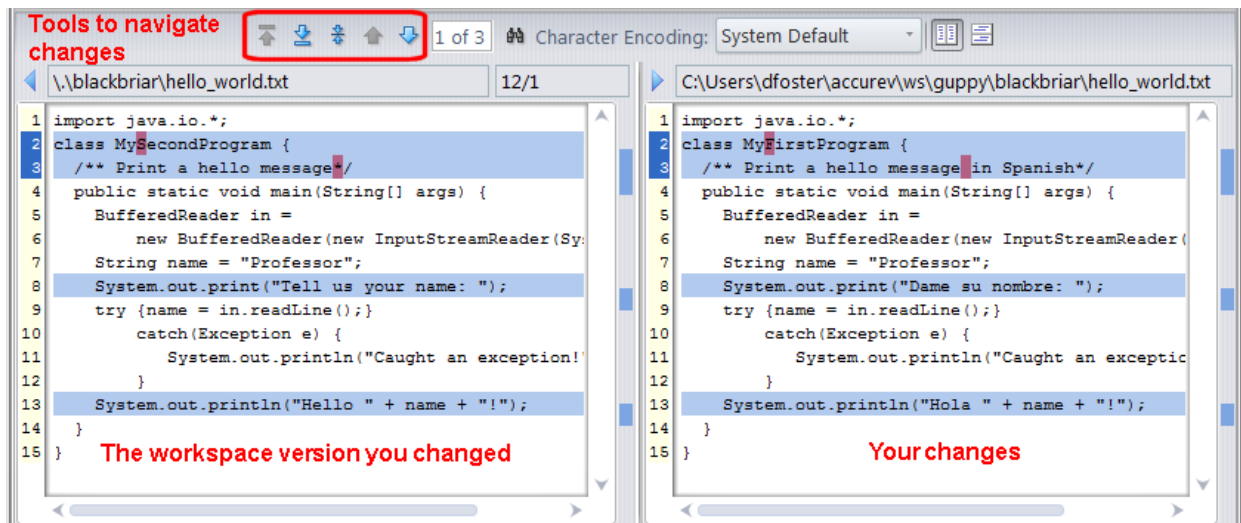 Tools to navigate
changes
1 of 3 Character Encoding: System Default
\.\blackbriar\hello_world.txt 12/1
1 import java.io.*;
2 class MySecondProgram {
3 /** Print a hello message*/
4 public static void main(String[] args) {
5 BufferedReader in =
6 new BufferedReader(new InputStreamReader(Sy
7 String name = "Professor";
8 System.out.print("Tell us your name: ");
9 try {name = in.readLine();}
10 catch(Exception e) {
11 System.out.println("Caught an exception!
12 }
13 System.out.println("Hello " + name + "!");
14 }
15 }
The workspace version you changed
C:\Users\dfoster\accurev\ws\guppy\blackbriar\hello_world.txt
1 import java.io.*;
2 class MyFirstProgram {
3 /** Print a hello message in Spanish*/
4 public static void main(String[] args) {
5 BufferedReader in =
6 new BufferedReader(new InputStreamReader(
7 String name = "Professor";
8 System.out.print("Dame su nombre: ");
9 try {name = in.readLine();}
10 catch(Exception e) {
11 System.out.println("Caught an exceptic
12 }
13 System.out.println("Hola " + name + "!");
14 }
15 }
Your changes